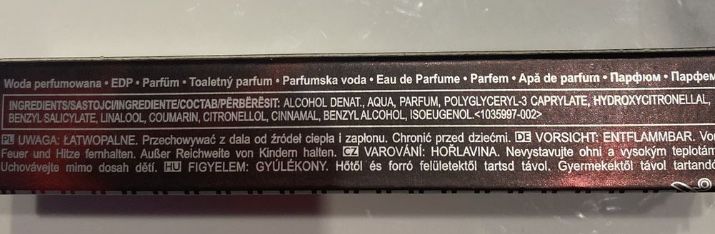 Woda perfumowana • EDP • Parfüm • Toaletný parfum • Parfumska voda • Eau de Parfume • Parfem • Apă de parfum • Парфюм • Парфем
INGREDIENTS/SASTOJCI/INGREDIENTE/СОСТАВ/PËRBËRËSIT: ALCOHOL DENAT., AQUA, PARFUM, POLYGLYCERYL-3 CAPRYLATE, HYDROXYCITRONELLAL,
BENZYL SALICYLATE, LINALOOL, COUMARIN, CITRONELLOL, CINNAMAL, BENZYL ALCOHOL, ISOEUGENOL.<1035997-002>
PL UWAGA: ŁATWOPALNE. Przechowywać z dala od źródeł ciepła i zapłonu. Chronić przed dziećmi. DE VORSICHT: ENTFLAMMBAR. Vor
Feuer und Hitze fernhalten. Außer Reichweite von Kindern halten. CZ VAROVÁNÍ: HOŘLAVINA. Nevystavujte ohni a vysokým teplotám
Uchovávejte mimo dosah dětí. HU FIGYELEM: GYÚLÉKONY. Hőtől és forró felületektől tartsd távol. Gyermekektől távol tartandó